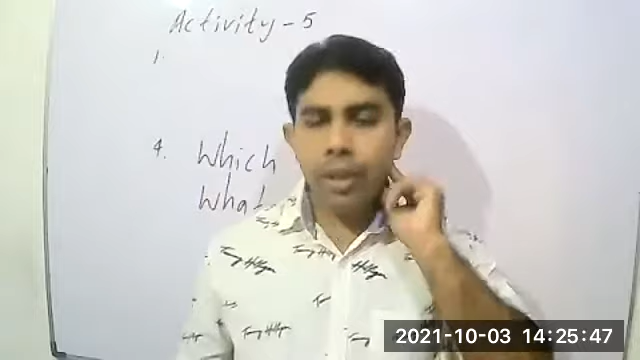 Activity - 5
1.
4. Which
What
2021-10-03 14:25:47